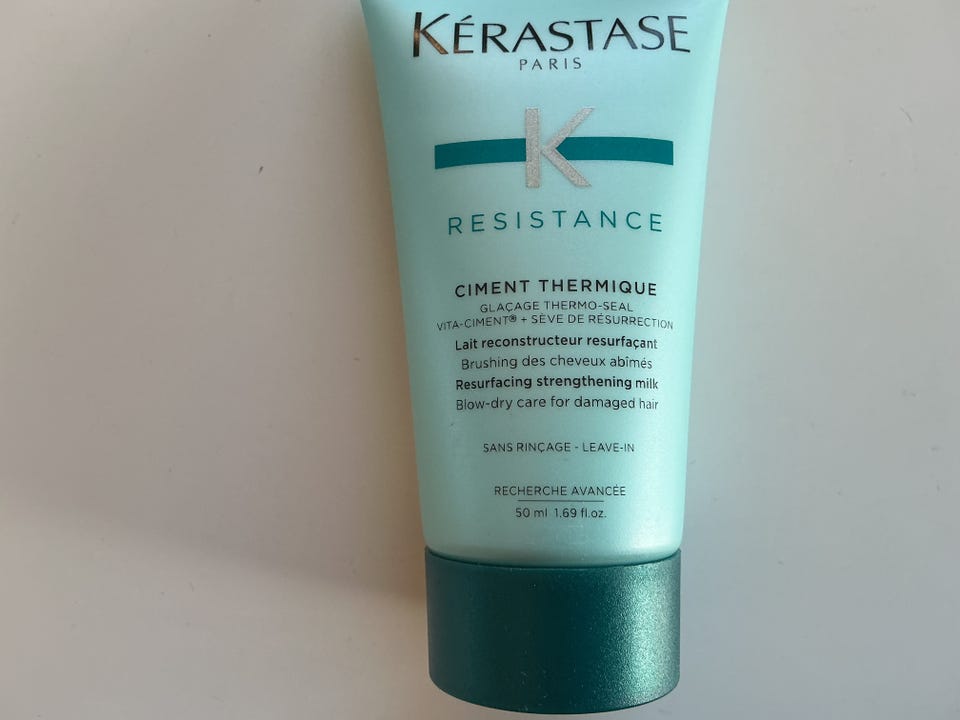 KÉRASTASE
PARIS
K
RESISTANCE
CIMENT THERMIQUE
GLAÇAGE THERMO-SEAL
VITA-CIMENT® + SÈVE DE RÉSURRECTION
Lait reconstructeur resurfaçant
Brushing des cheveux abîmés
Resurfacing strengthening milk
Blow-dry care for damaged hair
SANS RINÇAGE - LEAVE-IN
RECHERCHE AVANCÉE
50 ml 1.69 fl.oz.